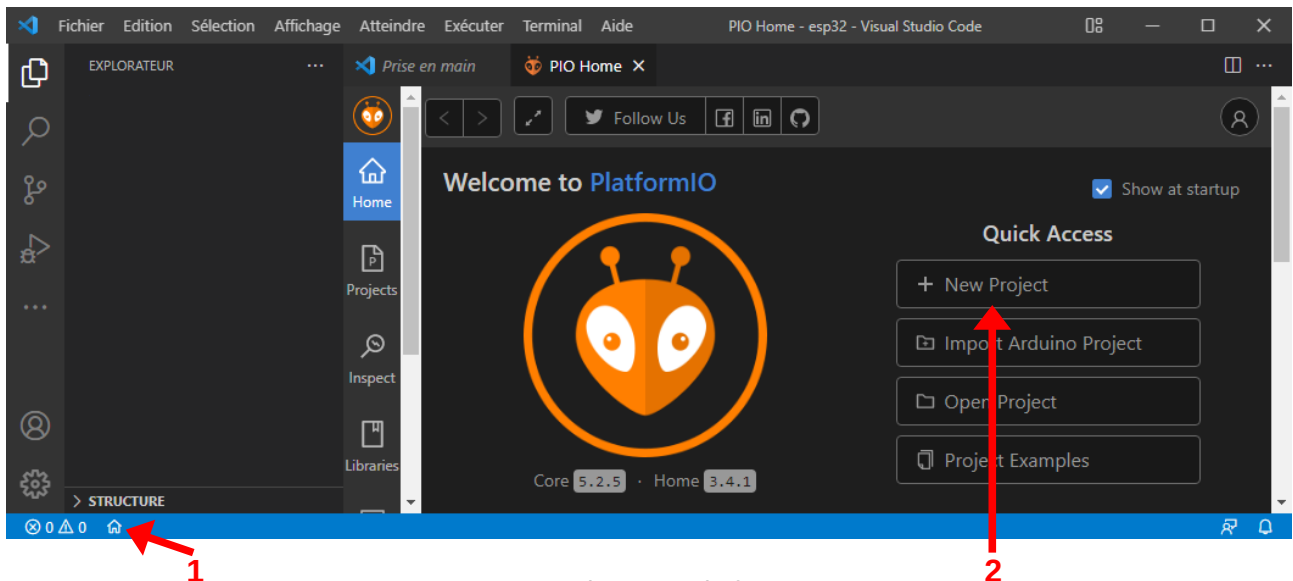 Fichier Edition Sélection Affichage Atteindre Exécuter Terminal Aide PIO Home - esp32 - Visual Studio Code
EXPLORATEUR ··· Prise en main PIO Home ···
Follow Us
Home
Welcome to PlatformIO
Show at startup
Quick Access
Projects
New Project
Inspect
Import Arduino Project
Open Project
Libraries
Project Examples
Core 5.2.5 · Home 3.4.1
STRUCTURE
0 0
1 2